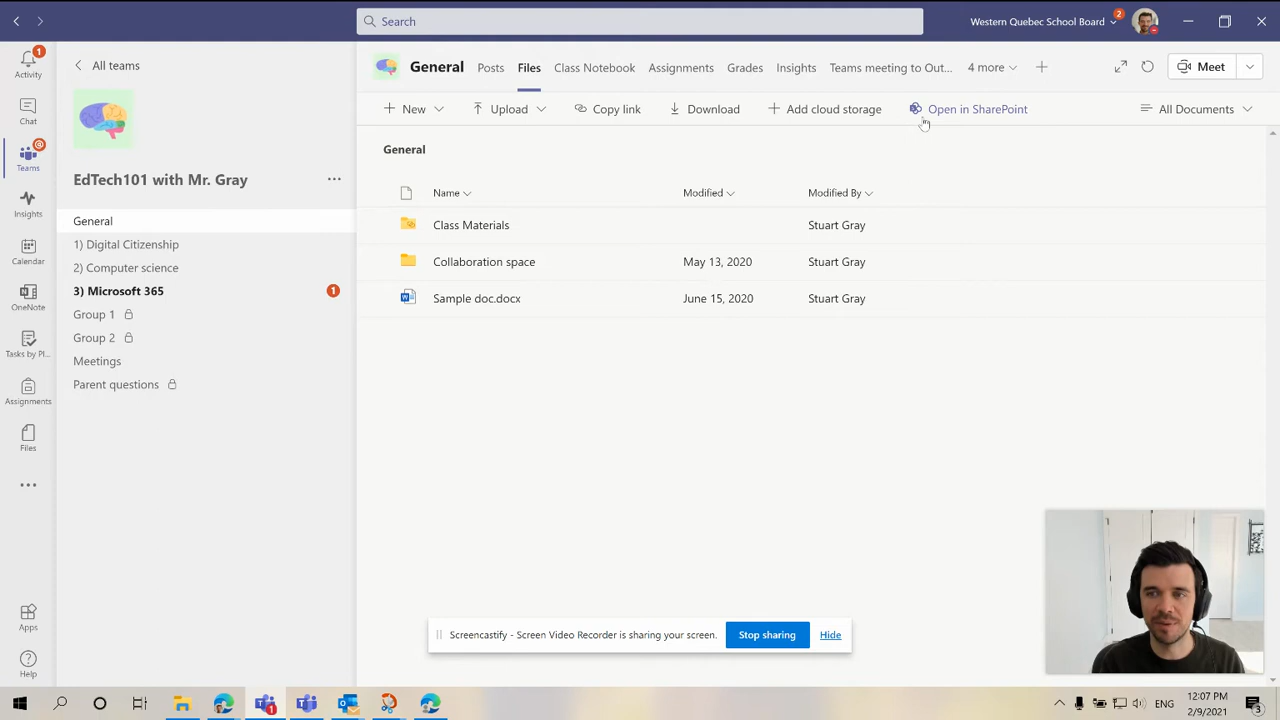 Search
Western Quebec School Board
2
1
Activity
Chat
Teams
Insights
Calendar
OneNote
Tasks by Pl...
Assignments
Files
Apps
Help
All teams
EdTech101 with Mr. Gray
General
1) Digital Citizenship
2) Computer science
3) Microsoft 365
1
Group 1
Group 2
Meetings
Parent questions
General
Posts
Files
Class Notebook
Assignments
Grades
Insights
Teams meeting to Out...
4 more
Meet
New
Upload
Copy link
Download
Add cloud storage
Open in SharePoint
All Documents
General
Name
Modified
Modified By
Class Materials
Stuart Gray
Collaboration space
May 13, 2020
Stuart Gray
Sample doc.docx
June 15, 2020
Stuart Gray
Screencastify - Screen Video Recorder is sharing your screen.
Stop sharing
Hide
1
12:07 PM
2/9/2021
3